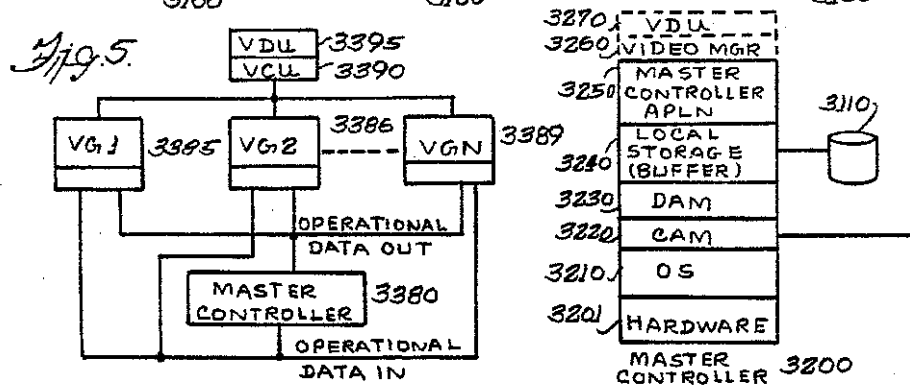 Fig.5.
VDU 3395
VCU 3390
VG1 3385
VG2 3386
VGN 3389
OPERATIONAL
DATA OUT
MASTER
CONTROLLER
3380
OPERATIONAL
DATA IN
3270 VDU
3260 VIDEO MGR
3250 MASTER
CONTROLLER
APLN
3240 LOCAL
STORAGE
(BUFFER)
3110
3230 DAM
3220 CAM
3210 OS
3201 HARDWARE
MASTER
CONTROLLER 3200